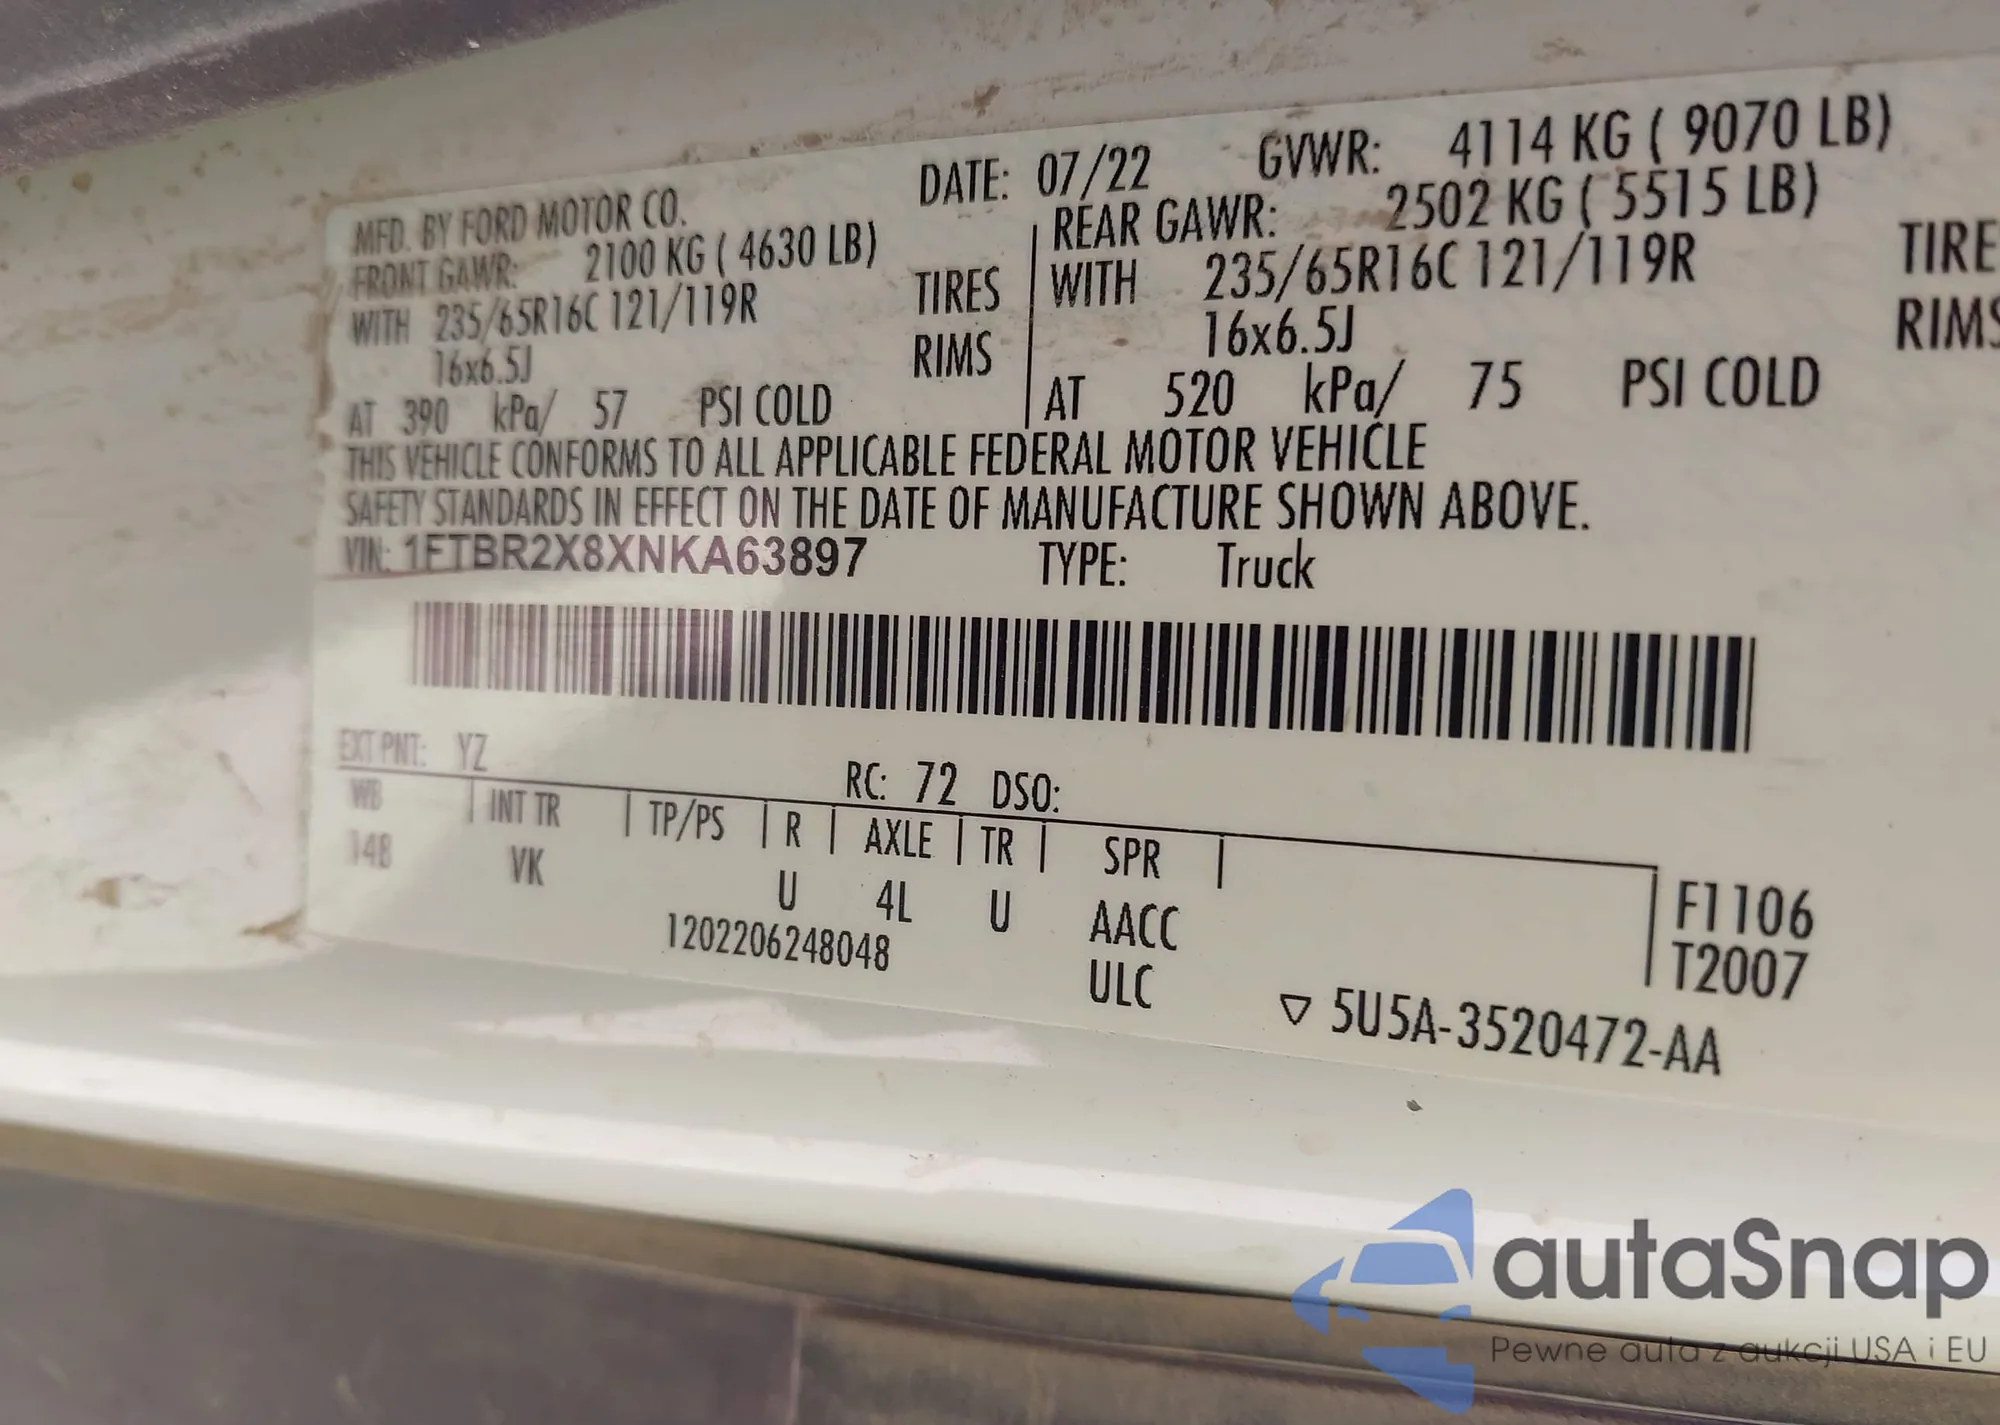 MFD. BY FORD MOTOR CO. DATE: 07/22 GVWR: 4114 KG ( 9070 LB)
FRONT GAWR: 2100 KG ( 4630 LB) REAR GAWR: 2502 KG ( 5515 LB)
WITH 235/65R16C 121/119R TIRES WITH 235/65R16C 121/119R TIRE
16x6.5J RIMS 16x6.5J RIMS
AT 390 kPa/ 57 PSI COLD AT 520 kPa/ 75 PSI COLD
THIS VEHICLE CONFORMS TO ALL APPLICABLE FEDERAL MOTOR VEHICLE
SAFETY STANDARDS IN EFFECT ON THE DATE OF MANUFACTURE SHOWN ABOVE.
VIN: 1FTBR2X8XNKA63897 TYPE: Truck
EXT PNT: YZ RC: 72 DSO:
WB | INT TR | TP/PS | R | AXLE | TR | SPR |
148 VK U 4L U AACC F1106
1202206248048 ULC T2007
▽ 5U5A-3520472-AA
autaSnap
Pewne auta z aukcji USA i EU